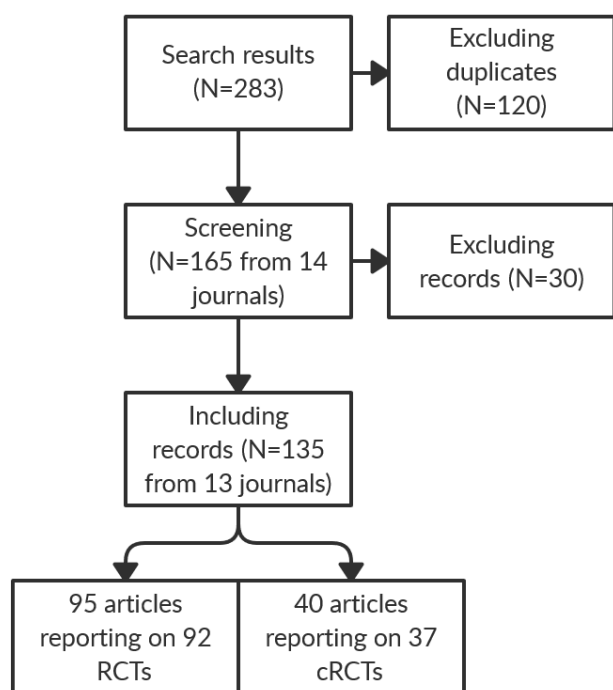 Search results
(N=283)
Excluding
duplicates
(N=120)
Screening
(N=165 from 14
journals)
Excluding
records (N=30)
Including
records (N=135
from 13 journals)
95 articles
reporting on 92
RCTs
40 articles
reporting on 37
cRCTs